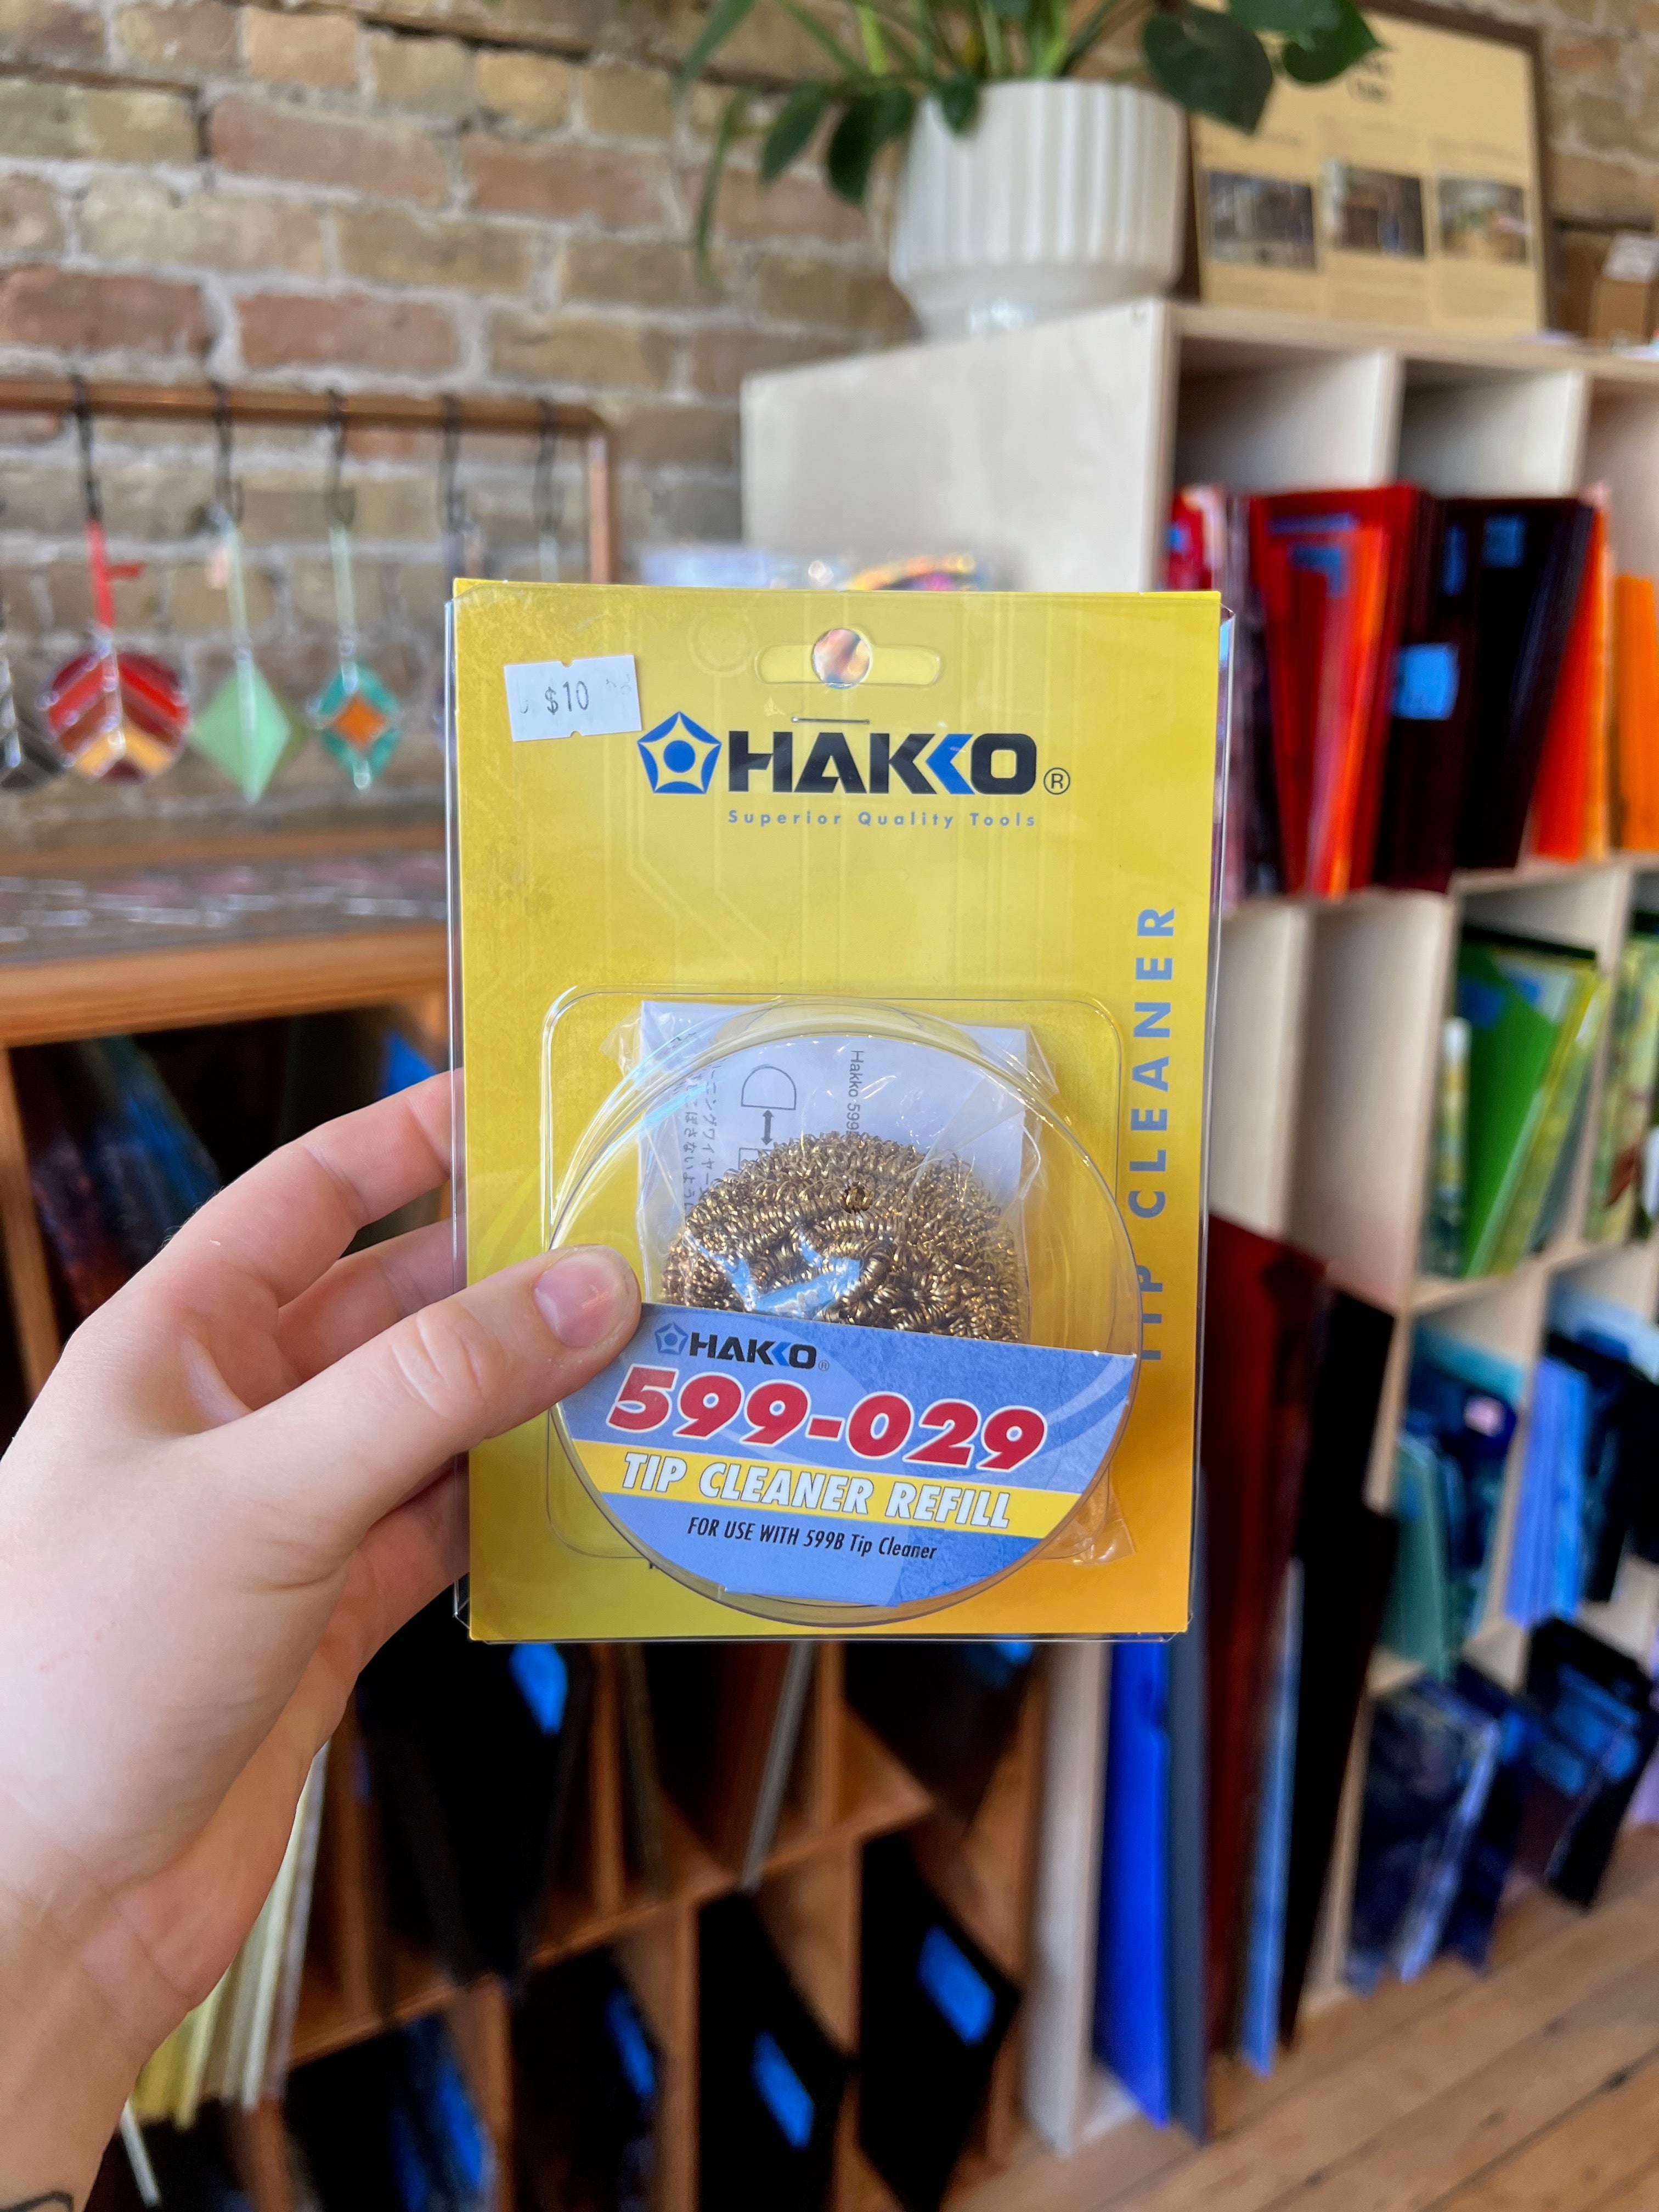 $10
HAKKO®
Superior Quality Tools
TIP CLEANER
Hakko 599
HAKKO®
599-029
TIP CLEANER REFILL
FOR USE WITH 599B Tip Cleaner